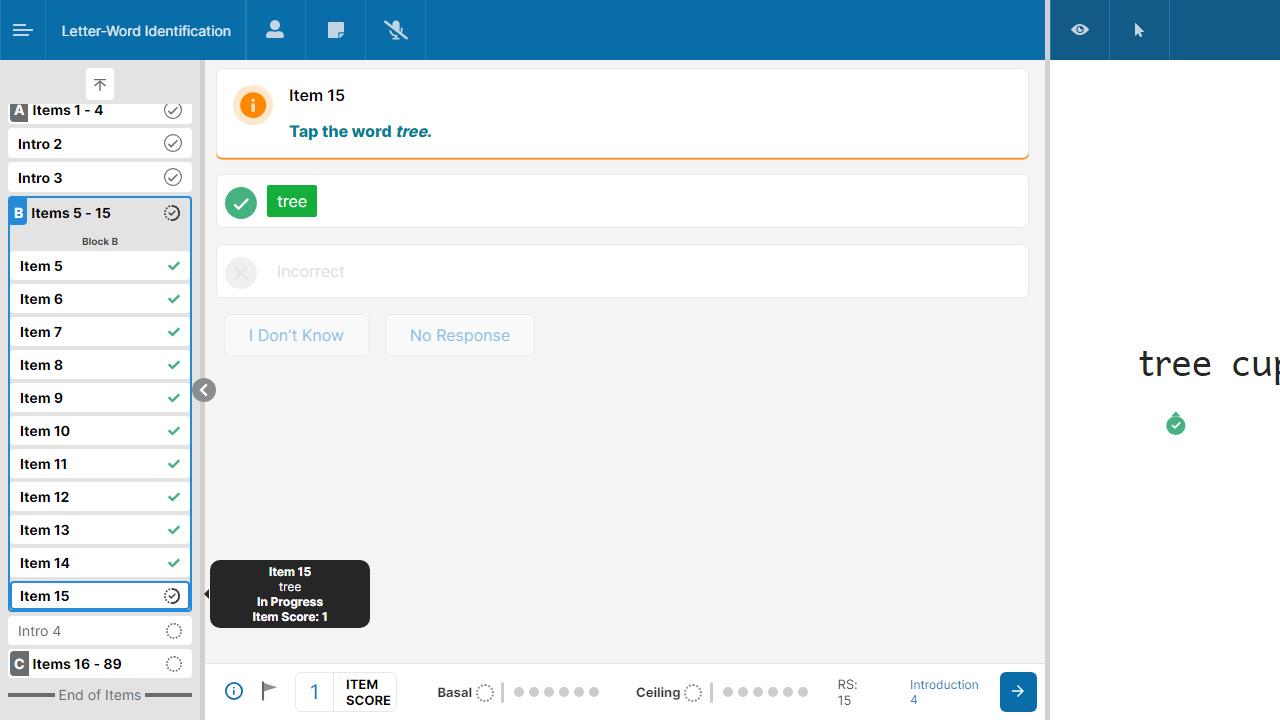 Letter-Word Identification
A Items 1 - 4
Intro 2
Intro 3
B Items 5 - 15
Block B
Item 5
Item 6
Item 7
Item 8
Item 9
Item 10
Item 11
Item 12
Item 13
Item 14
Item 15
Intro 4
C Items 16 - 89
End of Items
Item 15
Tap the word tree.
tree
Incorrect
I Don't Know
No Response
Item 15
tree
In Progress
Item Score: 1
1 ITEM
SCORE
Basal
Ceiling
RS:
15
Introduction
4
tree cup